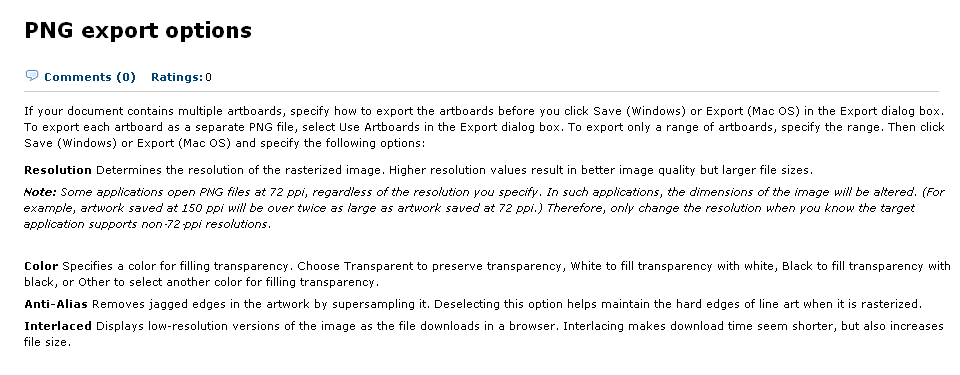 PNG export options
Comments (0) Ratings: 0
If your document contains multiple artboards, specify how to export the artboards before you click Save (Windows) or Export (Mac OS) in the Export dialog box.
To export each artboard as a separate PNG file, select Use Artboards in the Export dialog box. To export only a range of artboards, specify the range. Then click
Save (Windows) or Export (Mac OS) and specify the following options:
Resolution Determines the resolution of the rasterized image. Higher resolution values result in better image quality but larger file sizes.
Note: Some applications open PNG files at 72 ppi, regardless of the resolution you specify. In such applications, the dimensions of the image will be altered. (For
example, artwork saved at 150 ppi will be over twice as large as artwork saved at 72 ppi.) Therefore, only change the resolution when you know the target
application supports non-72-ppi resolutions.
Color Specifies a color for filling transparency. Choose Transparent to preserve transparency, White to fill transparency with white, Black to fill transparency with
black, or Other to select another color for filling transparency.
Anti-Alias Removes jagged edges in the artwork by supersampling it. Deselecting this option helps maintain the hard edges of line art when it is rasterized.
Interlaced Displays low-resolution versions of the image as the file downloads in a browser. Interlacing makes download time seem shorter, but also increases
file size.